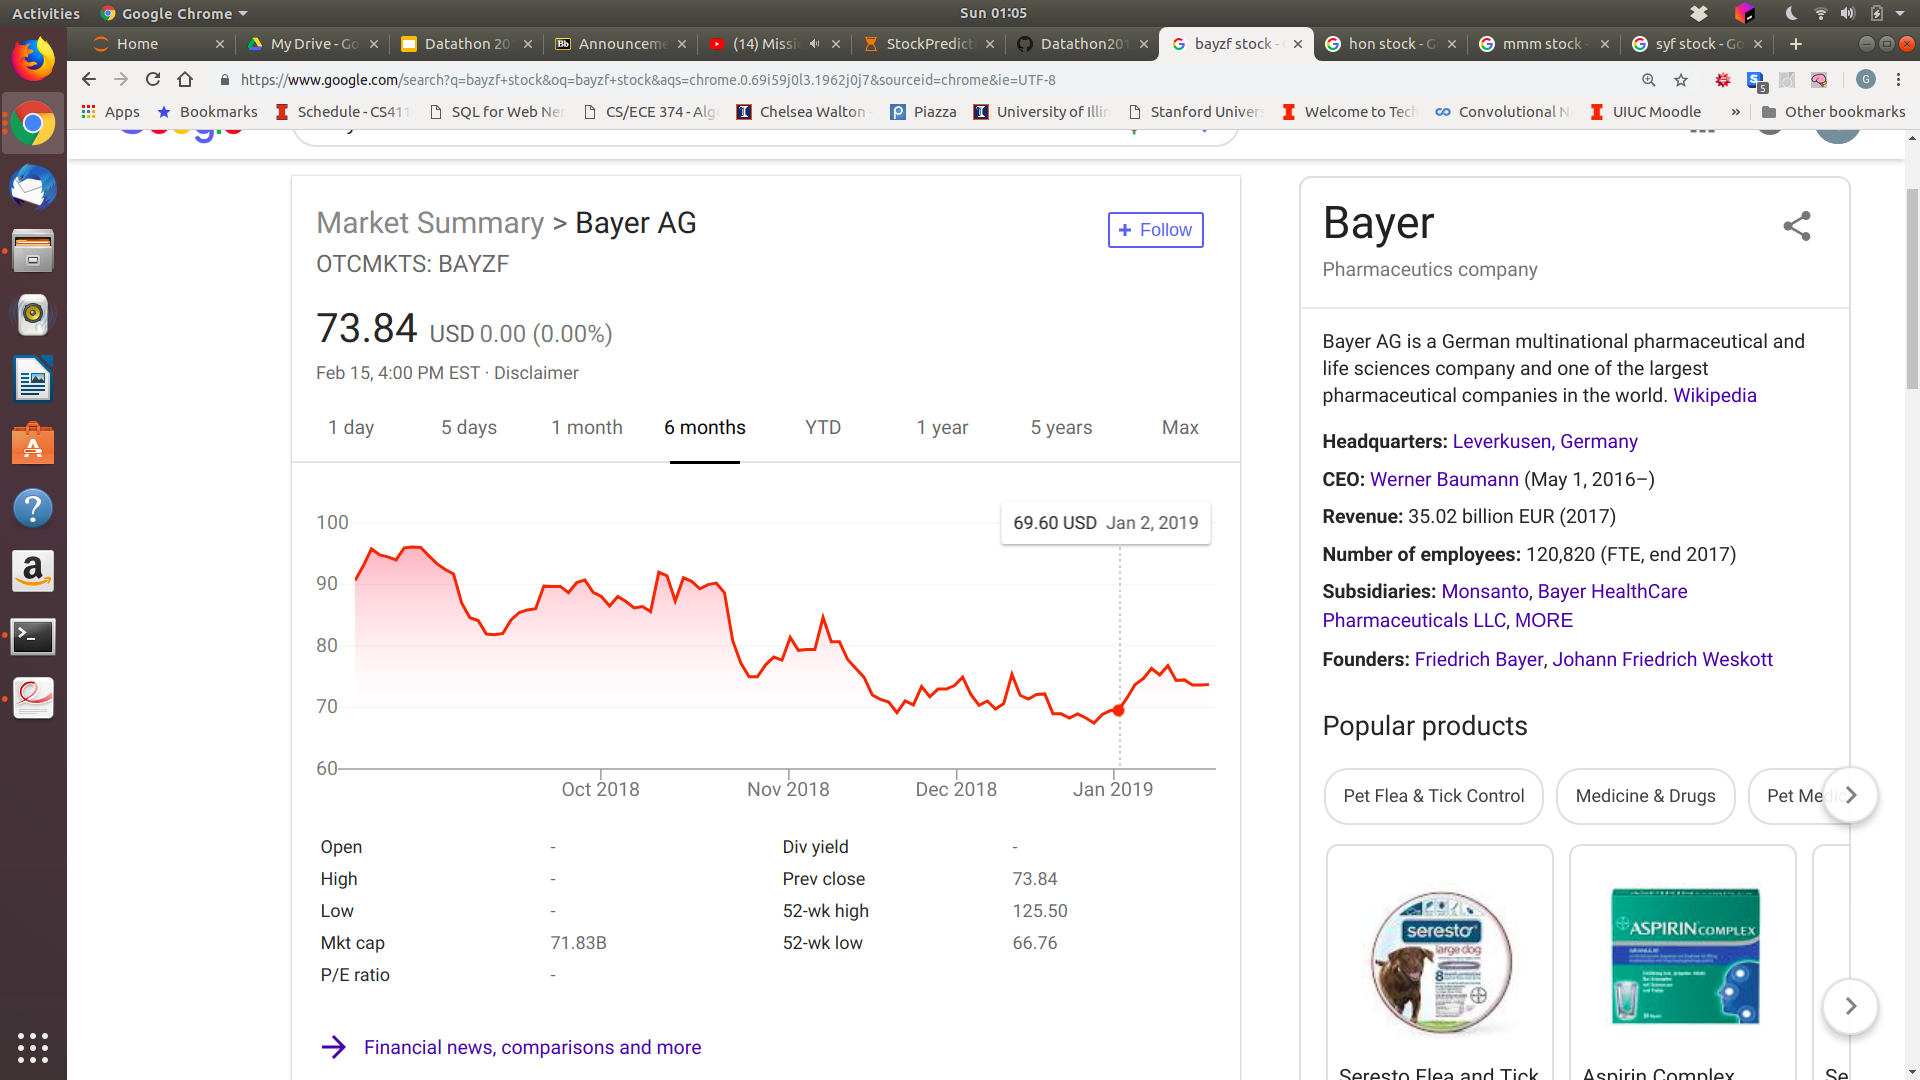 Activities
Google Chrome
Sun 01:05
Home
My Drive - Go
Datathon 20
Bb Announceme
(14) Missi
StockPredict
Datathon201
bayzf stock -
hon stock - G
mmm stock -
syf stock - Go
https://www.google.com/search?q=bayzf+stock&oq=bayzf+stock&aqs=chrome.0.69i59j0l3.1962j0j7&sourceid=chrome&ie=UTF-8
5
G
Apps
Bookmarks
Schedule - CS411
SQL for Web Ner
CS/ECE 374 - Alg
Chelsea Walton
Piazza
University of Illin
Stanford Univer
Welcome to Tech
Convolutional N
UIUC Moodle
»
Other bookmarks
Market Summary > Bayer AG
OTCMKTS: BAYZF
+ Follow
73.84 USD 0.00 (0.00%)
Feb 15, 4:00 PM EST · Disclaimer
1 day
5 days
1 month
6 months
YTD
1 year
5 years
Max
69.60 USD Jan 2, 2019
100
90
80
70
60
Oct 2018
Nov 2018
Dec 2018
Jan 2019
Open -
High -
Low -
Mkt cap 71.83B
P/E ratio -
Div yield -
Prev close 73.84
52-wk high 125.50
52-wk low 66.76
Financial news, comparisons and more
Bayer
Pharmaceutics company
Bayer AG is a German multinational pharmaceutical and
life sciences company and one of the largest
pharmaceutical companies in the world. Wikipedia
Headquarters: Leverkusen, Germany
CEO: Werner Baumann (May 1, 2016–)
Revenue: 35.02 billion EUR (2017)
Number of employees: 120,820 (FTE, end 2017)
Subsidiaries: Monsanto, Bayer HealthCare
Pharmaceuticals LLC, MORE
Founders: Friedrich Bayer, Johann Friedrich Weskott
Popular products
Pet Flea & Tick Control
Medicine & Drugs
Pet Medic
seresto
large dog
8
ASPIRIN COMPLEX
Seresto Flea and Tick
Aspirin Complex
Se